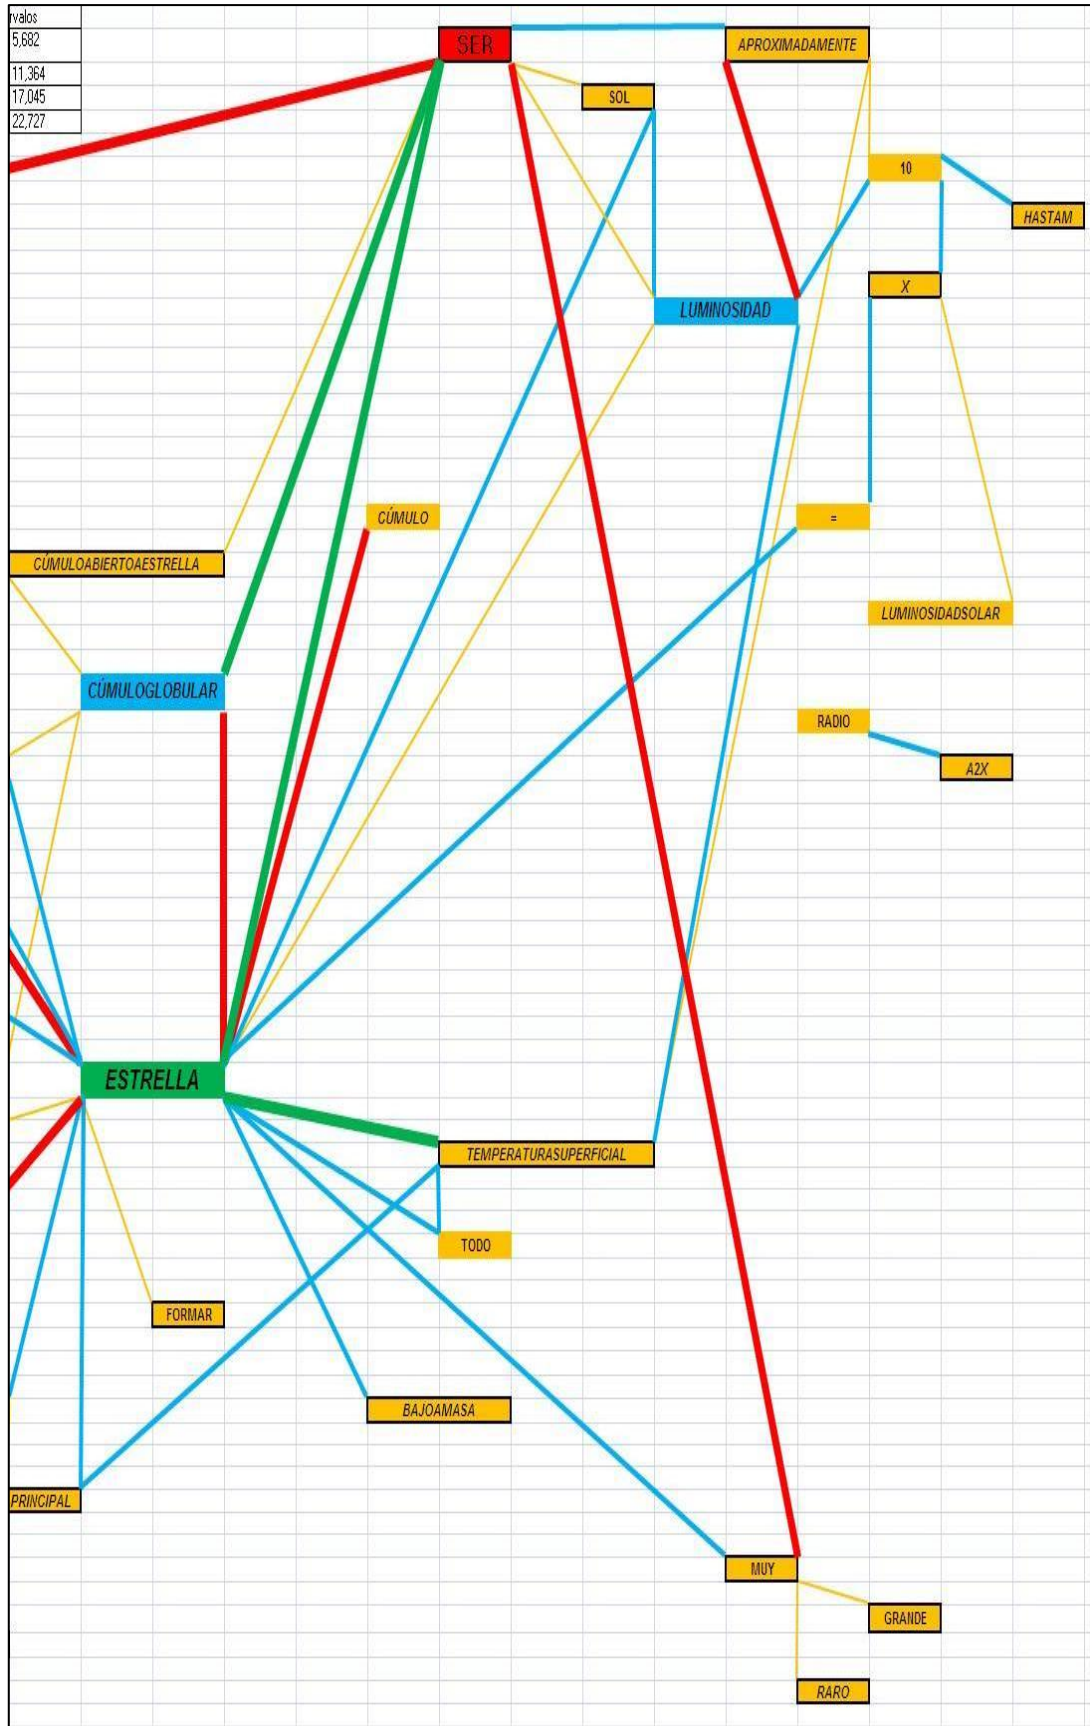 rvalos
5,682
11,364
17,045
22,727
SER
APROXIMADAMENTE
SOL
10
HASTAM
X
LUMINOSIDAD
CÚMULO
=
CÚMULOABIERTOAESTRELLA
LUMINOSIDADSOLAR
CÚMULOGLOBULAR
RADIO
A2X
ESTRELLA
TEMPERATURASUPERFICIAL
TODO
FORMAR
BAJOAMASA
PRINCIPAL
MUY
GRANDE
RARO